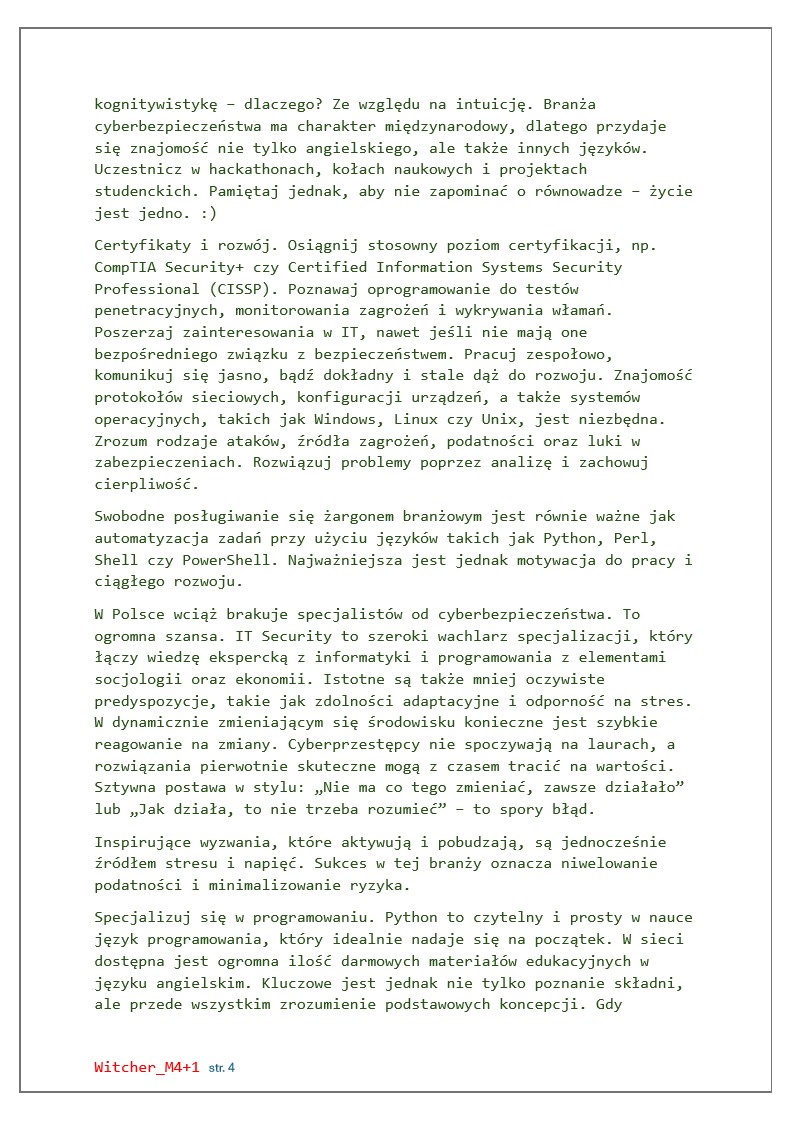 kognitywistykę – dlaczego? Ze względu na intuicję. Branża
cyberbezpieczeństwa ma charakter międzynarodowy, dlatego przydaje
się znajomość nie tylko angielskiego, ale także innych języków.
Uczestnicz w hackathonach, kołach naukowych i projektach
studenckich. Pamiętaj jednak, aby nie zapominać o równowadze – życie
jest jedno. :)
Certyfikaty i rozwój. Osiągnij stosowny poziom certyfikacji, np.
CompTIA Security+ czy Certified Information Systems Security
Professional (CISSP). Poznawaj oprogramowanie do testów
penetracyjnych, monitorowania zagrożeń i wykrywania włamań.
Poszerzaj zainteresowania w IT, nawet jeśli nie mają one
bezpośredniego związku z bezpieczeństwem. Pracuj zespołowo,
komunikuj się jasno, bądź dokładny i stale dąż do rozwoju. Znajomość
protokołów sieciowych, konfiguracji urządzeń, a także systemów
operacyjnych, takich jak Windows, Linux czy Unix, jest niezbędna.
Zrozum rodzaje ataków, źródła zagrożeń, podatności oraz luki w
zabezpieczeniach. Rozwiązuj problemy poprzez analizę i zachowuj
cierpliwość.
Swobodne posługiwanie się żargonem branżowym jest równie ważne jak
automatyzacja zadań przy użyciu języków takich jak Python, Perl,
Shell czy PowerShell. Najważniejsza jest jednak motywacja do pracy i
ciągłego rozwoju.
W Polsce wciąż brakuje specjalistów od cyberbezpieczeństwa. To
ogromna szansa. IT Security to szeroki wachlarz specjalizacji, który
łączy wiedzę ekspercką z informatyki i programowania z elementami
socjologii oraz ekonomii. Istotne są także mniej oczywiste
predyspozycje, takie jak zdolności adaptacyjne i odporność na stres.
W dynamicznie zmieniającym się środowisku konieczne jest szybkie
reagowanie na zmiany. Cyberprzestępcy nie spoczywają na laurach, a
rozwiązania pierwotnie skuteczne mogą z czasem tracić na wartości.
Sztywna postawa w stylu: „Nie ma co tego zmieniać, zawsze działało”
lub „Jak działa, to nie trzeba rozumieć” – to spory błąd.
Inspirujące wyzwania, które aktywują i pobudzają, są jednocześnie
źródłem stresu i napięć. Sukces w tej branży oznacza niwelowanie
podatności i minimalizowanie ryzyka.
Specjalizuj się w programowaniu. Python to czytelny i prosty w nauce
język programowania, który idealnie nadaje się na początek. W sieci
dostępna jest ogromna ilość darmowych materiałów edukacyjnych w
języku angielskim. Kluczowe jest jednak nie tylko poznanie składni,
ale przede wszystkim zrozumienie podstawowych koncepcji. Gdy
Witcher_M4+1 str. 4